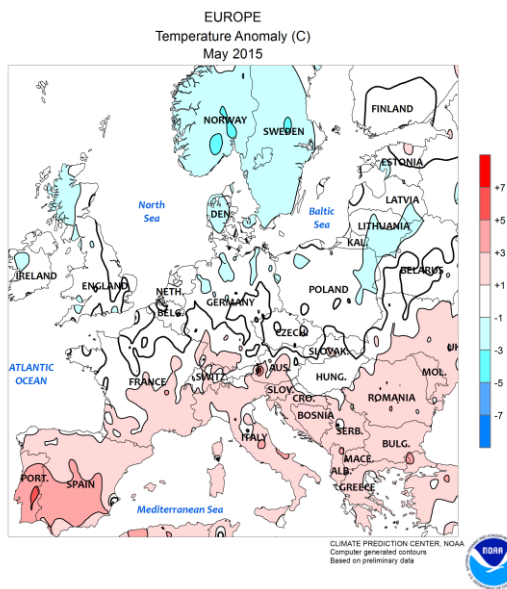 EUROPE
Temperature Anomaly (C)
May 2015
FINLAND
NORWAY
SWEDEN
ESTONIA
North
Sea
Baltic
Sea
DEN.
LATVIA
LITHUANIA
KAL.
IRELAND
ENGLAND
NETH.
BELG.
GERMANY
POLAND
BELARUS
CZECH.
SLOVAK.
ATLANTIC
OCEAN
FRANCE
SWITZ.
AUS.
HUNG.
MOL.
SLOV.
CRO.
ROMANIA
BOSNIA
ITALY
SERB.
BULG.
PORT.
SPAIN
MACE.
ALB.
GREECE
Mediterranean Sea
+7
+5
+3
+1
-1
-3
-5
-7
CLIMATE PREDICTION CENTER, NOAA
Computer generated contours
Based on preliminary data
NOAA